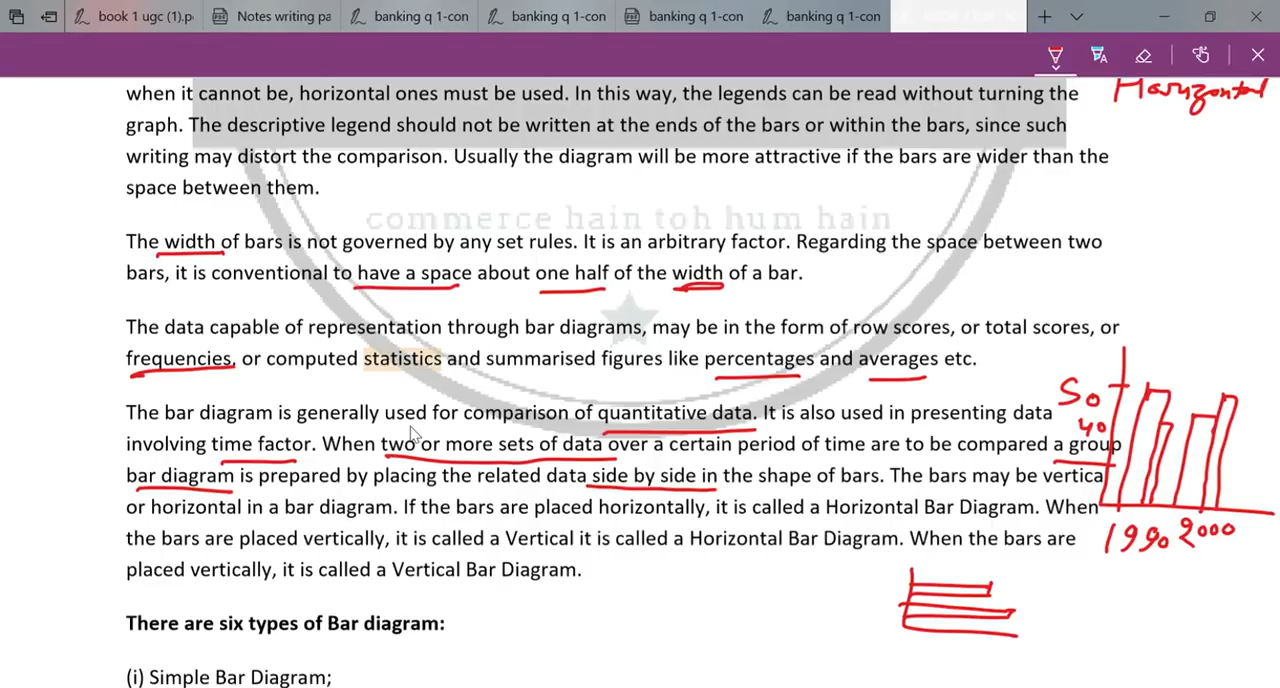 book 1 ugc (1).p
Notes writing pa
banking q 1-con
banking q 1-con
banking q 1-con
banking q 1-con
when it cannot be, horizontal ones must be used. In this way, the legends can be read without turning the
Horizontal
graph. The descriptive legend should not be written at the ends of the bars or within the bars, since such
writing may distort the comparison. Usually the diagram will be more attractive if the bars are wider than the
space between them.
commerce hain toh hum hain
The width of bars is not governed by any set rules. It is an arbitrary factor. Regarding the space between two
bars, it is conventional to have a space about one half of the width of a bar.
The data capable of representation through bar diagrams, may be in the form of row scores, or total scores, or
frequencies, or computed statistics and summarised figures like percentages and averages etc.
50
The bar diagram is generally used for comparison of quantitative data. It is also used in presenting data
40
involving time factor. When two or more sets of data over a certain period of time are to be compared a group
bar diagram is prepared by placing the related data side by side in the shape of bars. The bars may be vertica
or horizontal in a bar diagram. If the bars are placed horizontally, it is called a Horizontal Bar Diagram. When
the bars are placed vertically, it is called a Vertical it is called a Horizontal Bar Diagram. When the bars are
1990 2000
placed vertically, it is called a Vertical Bar Diagram.
There are six types of Bar diagram:
(i) Simple Bar Diagram;